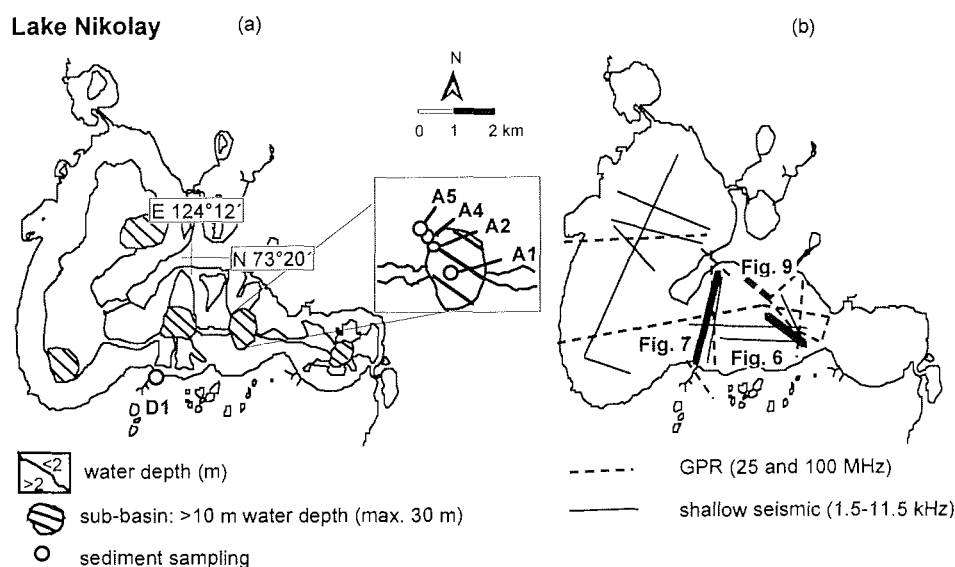 Lake Nikolay
(a)
(b)
N
0 1 2 km
E 124°12´
N 73°20´
A5
A4
A2
A1
D1
Fig. 9
Fig. 7
Fig. 6
<2
>2
water depth (m)
sub-basin: >10 m water depth (max. 30 m)
sediment sampling
GPR (25 and 100 MHz)
shallow seismic (1.5-11.5 kHz)